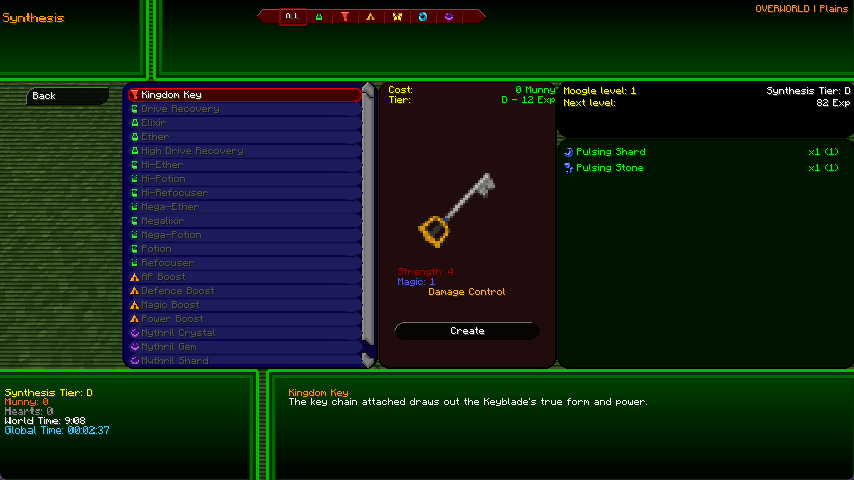 Synthesis
ALL
OVERWORLD | Plains
Back
Kingdom Key
Drive Recovery
Elixir
Ether
High Drive Recovery
Hi-Ether
Hi-Potion
Hi-Refocuser
Mega-Ether
Megalixir
Mega-Potion
Potion
Refocuser
AP Boost
Defence Boost
Magic Boost
Power Boost
Mythril Crystal
Mythril Gem
Mythril Shard
Cost: 0 Munny
Tier: D - 12 Exp
Strength: 4
Magic: 1
Damage Control
Create
Moogle level: 1 Synthesis Tier: D
Next level: 82 Exp
Pulsing Shard x1 (1)
Pulsing Stone x1 (1)
Synthesis Tier: D
Munny: 0
Hearts: 0
World Time: 9:08
Global Time: 00:02:37
Kingdom Key
The key chain attached draws out the Keyblade's true form and power.